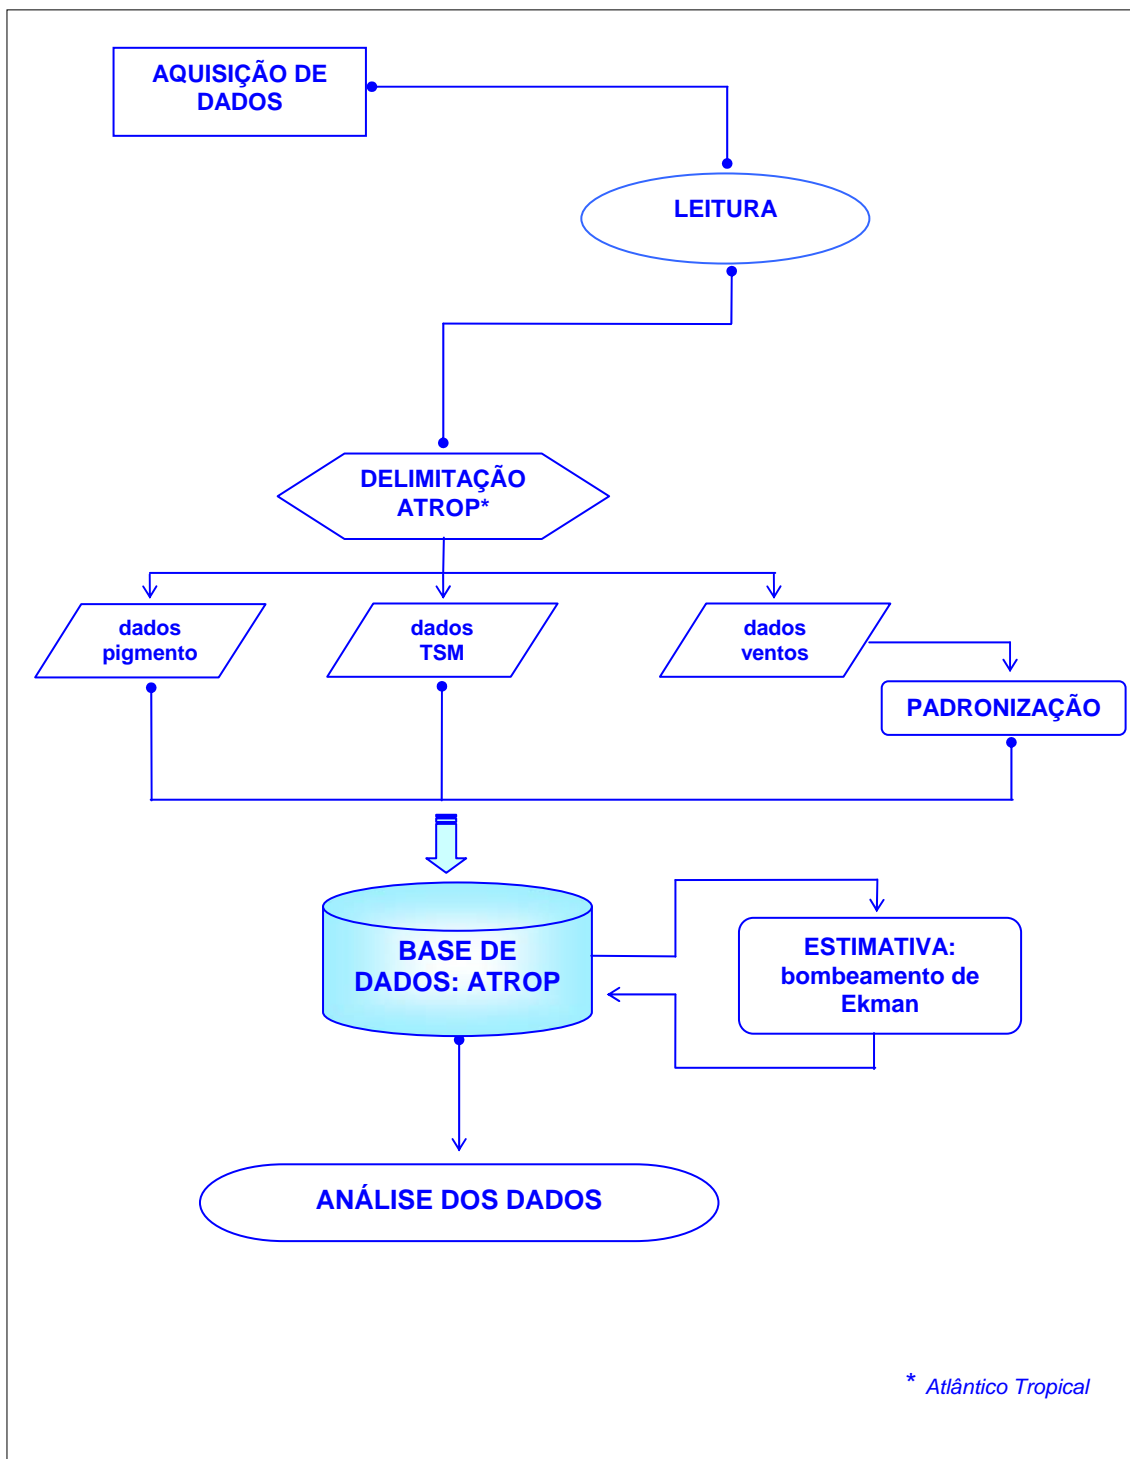 AQUISIÇÃO DE
DADOS
LEITURA
DELIMITAÇÃO
ATROP*
dados
pigmento
dados
TSM
dados
ventos
PADRONIZAÇÃO
BASE DE
DADOS: ATROP
ESTIMATIVA:
bombeamento de
Ekman
ANÁLISE DOS DADOS
* Atlântico Tropical